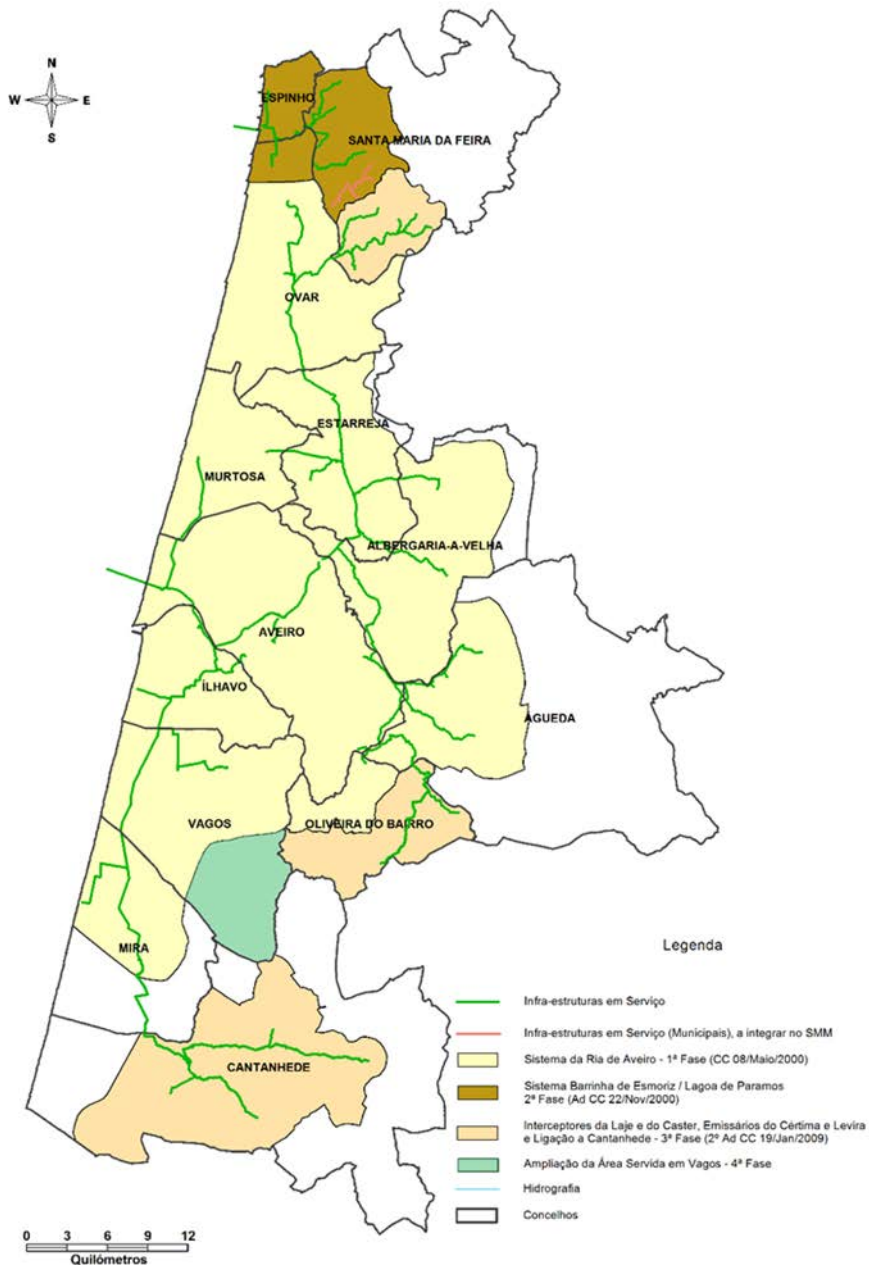 N
W E
S
ESPINHO
SANTA MARIA DA FEIRA
OVAR
ESTARREJA
MURTOSA
ALBERGARIA-A-VELHA
AVEIRO
ÍLHAVO
ÁGUEDA
VAGOS
OLIVEIRA DO BAIRRO
MIRA
CANTANHEDE
Legenda
Infra-estruturas em Serviço
Infra-estruturas em Serviço (Municipais), a integrar no SMM
Sistema da Ria de Aveiro - 1ª Fase (CC 08/Maio/2000)
Sistema Barrinha de Esmoriz / Lagoa de Paramos
2ª Fase (Ad CC 22/Nov/2000)
Interceptores da Laje e do Caster, Emissários do Cértima e Levira
e Ligação a Cantanhede - 3ª Fase (2º Ad CC 19/Jan/2009)
Ampliação da Área Servida em Vagos - 4ª Fase
Hidrografia
Concelhos
0 3 6 9 12
Quilómetros